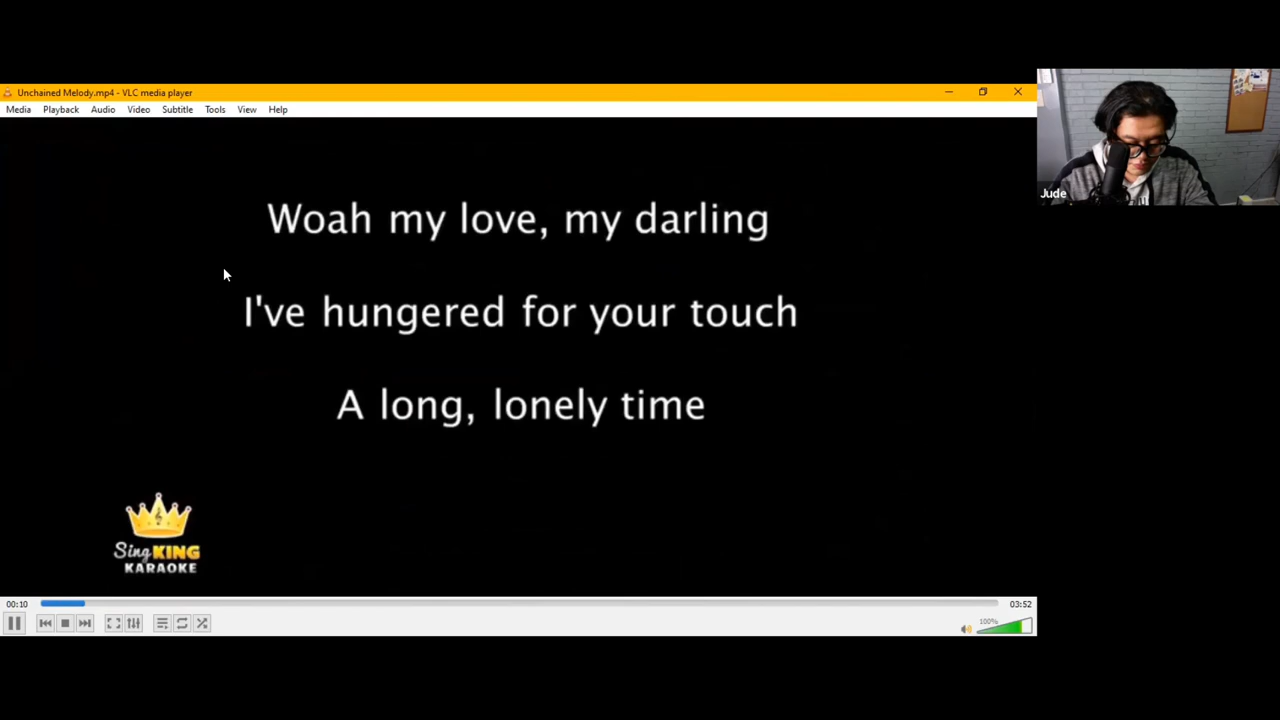 Unchained Melody.mp4 - VLC media player
Media Playback Audio Video Subtitle Tools View Help
Woah my love, my darling
I've hungered for your touch
A long, lonely time
Sing KING
KARAOKE
00:10
03:52
100%
Jude